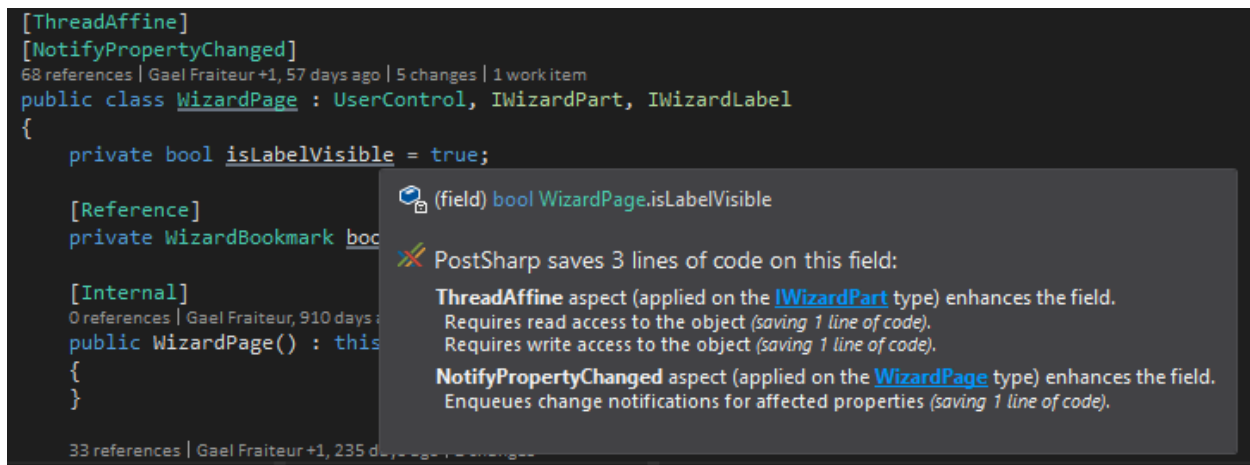 [ThreadAffine]
[NotifyPropertyChanged]
68 references | Gael Fraiteur +1, 57 days ago | 5 changes | 1 work item
public class WizardPage : UserControl, IWizardPart, IWizardLabel
{
private bool isLabelVisible = true;
(field) bool WizardPage.isLabelVisible
[Reference]
private WizardBookmark boo
PostSharp saves 3 lines of code on this field:
ThreadAffine aspect (applied on the IWizardPart type) enhances the field.
Requires read access to the object (saving 1 line of code).
Requires write access to the object (saving 1 line of code).
NotifyPropertyChanged aspect (applied on the WizardPage type) enhances the field.
Enqueues change notifications for affected properties (saving 1 line of code).
[Internal]
0 references | Gael Fraiteur, 910 days
public WizardPage() : this
{
}
33 references | Gael Fraiteur +1, 235